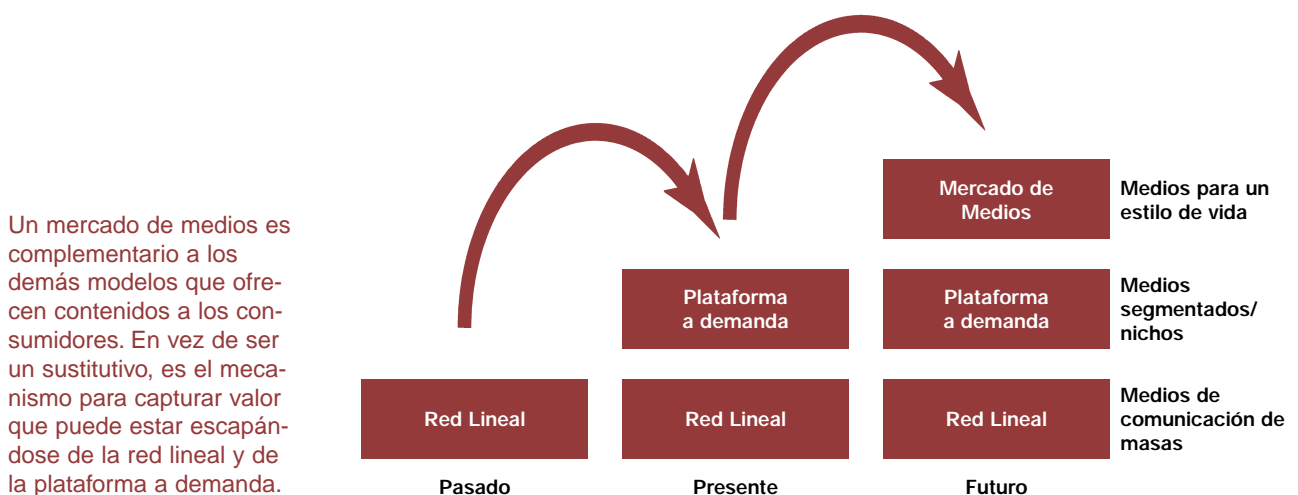 Un mercado de medios es
complementario a los
demás modelos que ofre-
cen contenidos a los con-
sumidores. En vez de ser
un sustitutivo, es el meca-
nismo para capturar valor
que puede estar escapán-
dose de la red lineal y de
la plataforma a demanda.
Mercado de
Medios
Medios para un
estilo de vida
Plataforma
a demanda
Plataforma
a demanda
Medios
segmentados/
nichos
Red Lineal
Red Lineal
Red Lineal
Medios de
comunicación de
masas
Pasado
Presente
Futuro